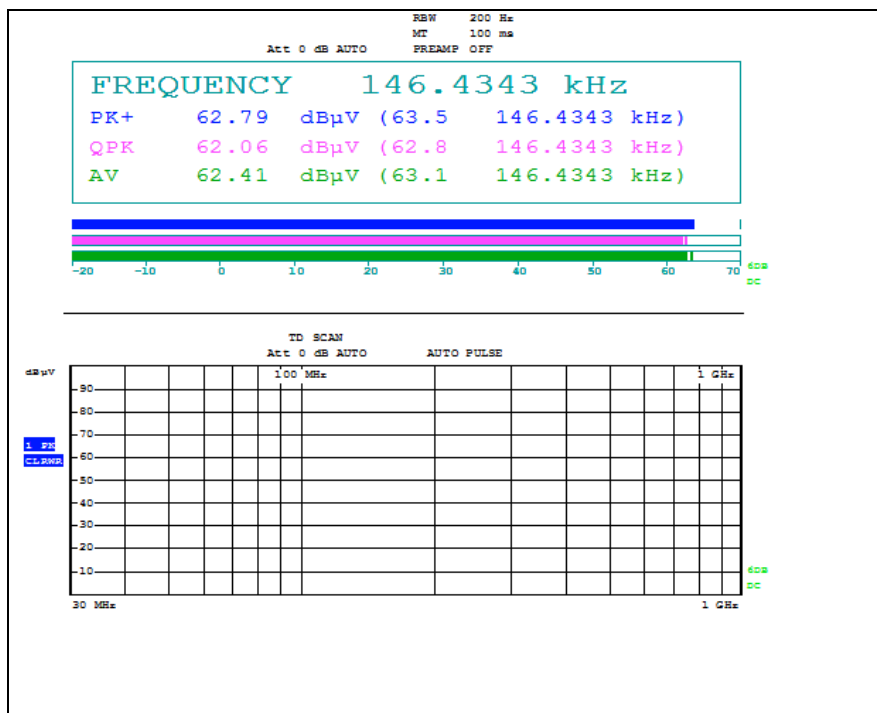 RBW 200 Hz
MT 100 ms
Att 0 dB AUTO PREAMP OFF
FREQUENCY 146.4343 kHz
PK+ 62.79 dBµV (63.5 146.4343 kHz)
QPK 62.06 dBµV (62.8 146.4343 kHz)
AV 62.41 dBµV (63.1 146.4343 kHz)
-20 -10 0 10 20 30 40 50 60 70
6DB
DC
TD SCAN
Att 0 dB AUTO AUTO PULSE
dBµV
100 MHz 1 GHz
90
80
70
1 PK
60
CLRWR
50
40
30
20
10
6DB
DC
30 MHz 1 GHz